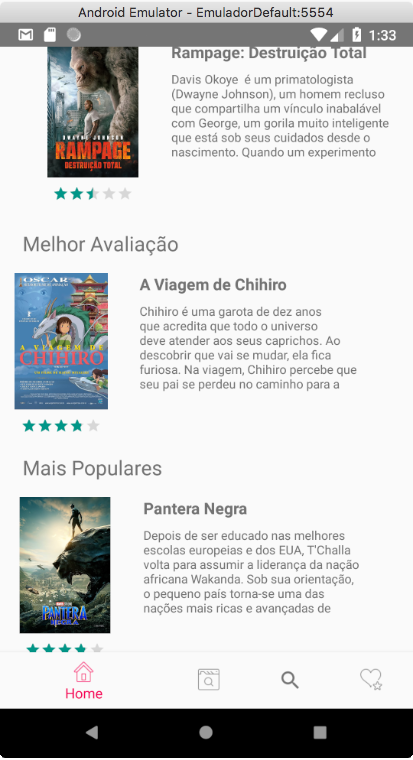 Android Emulator - EmuladorDefault:5554
1:33
Rampage: Destruição Total
Davis Okoye é um primatologista
(Dwayne Johnson), um homem recluso
que compartilha um vínculo inabalável
com George, um gorila muito inteligente
que está sob seus cuidados desde o
nascimento. Quando um experimento
DWAYNE JOHNSON
RAMPAGE
DESTRUIÇÃO TOTAL
Melhor Avaliação
OSCAR
A VIAGEM DE
CHIHIRO
A Viagem de Chihiro
Chihiro é uma garota de dez anos
que acredita que todo o universo
deve atender aos seus caprichos. Ao
descobrir que vai se mudar, ela fica
furiosa. Na viagem, Chihiro percebe que
seu pai se perdeu no caminho para a
Mais Populares
PANTERA
NEGRA
Pantera Negra
Depois de ser educado nas melhores
escolas europeias e dos EUA, T'Challa
volta para assumir a liderança da nação
africana Wakanda. Sob sua orientação,
o pequeno país torna-se uma das
nações mais ricas e avançadas de
Home